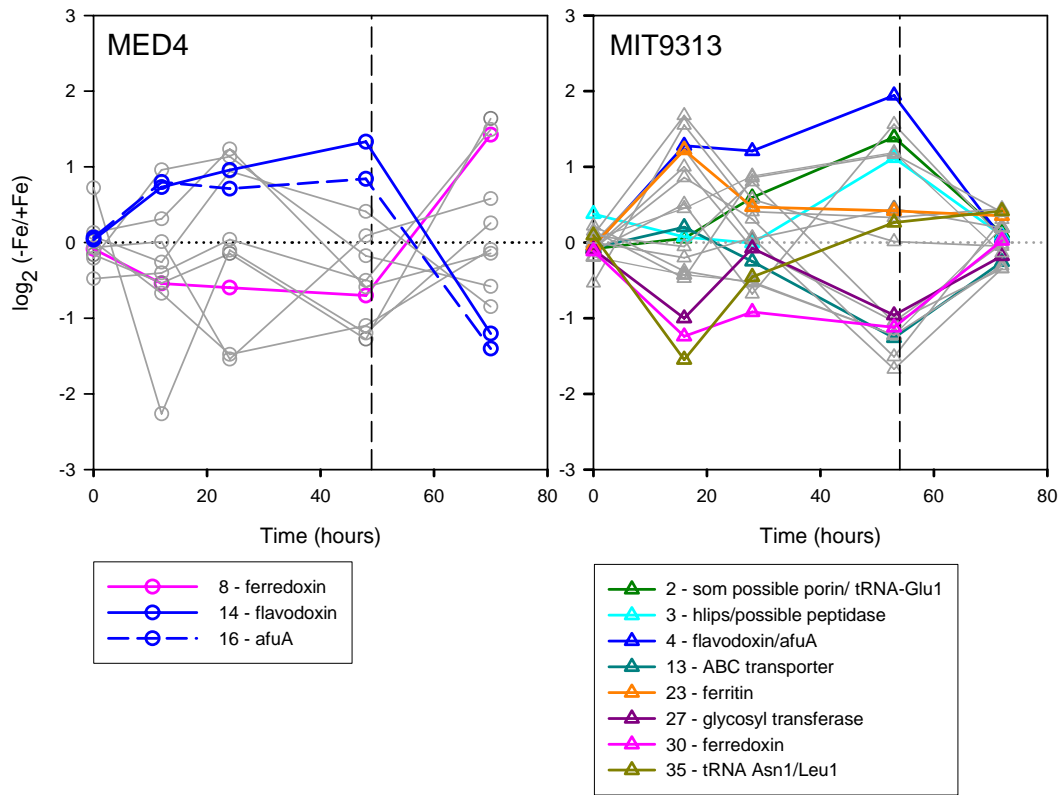 MED4
MIT9313
3
2
1
0
-1
-2
-3
log2 (-Fe/+Fe)
0 20 40 60 80
Time (hours)
3
2
1
0
-1
-2
-3
0 20 40 60 80
Time (hours)
8 - ferredoxin
14 - flavodoxin
16 - afuA
2 - som possible porin/ tRNA-Glu1
3 - hlips/possible peptidase
4 - flavodoxin/afuA
13 - ABC transporter
23 - ferritin
27 - glycosyl transferase
30 - ferredoxin
35 - tRNA Asn1/Leu1